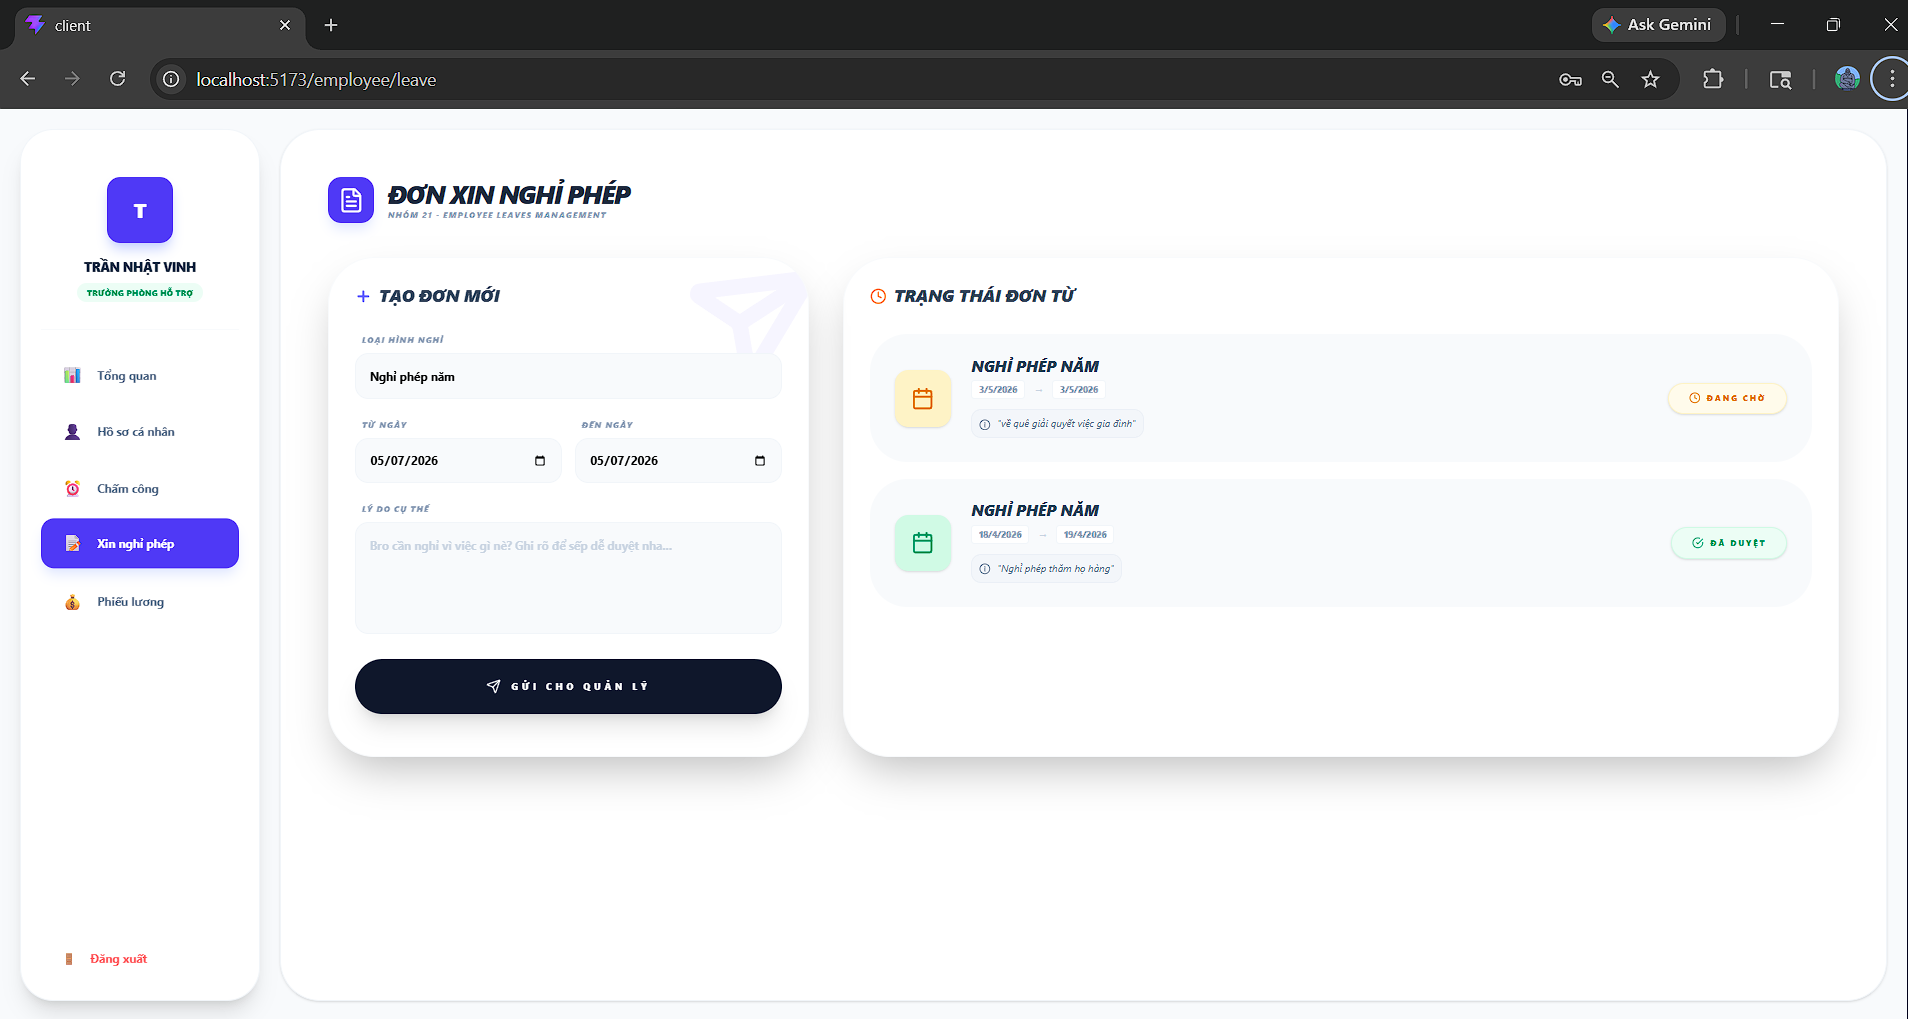 client
Ask Gemini
localhost:5173/employee/leave
T
TRẦN NHẬT VINH
TRƯỞNG PHÒNG HỖ TRỢ
Tổng quan
Hồ sơ cá nhân
Chấm công
Xin nghỉ phép
Phiếu lương
Đăng xuất
ĐƠN XIN NGHỈ PHÉP
NHÓM 21 - EMPLOYEE LEAVES MANAGEMENT
TẠO ĐƠN MỚI
LOẠI HÌNH NGHỈ
Nghỉ phép năm
TỪ NGÀY
ĐẾN NGÀY
05/07/2026
05/07/2026
LÝ DO CỤ THỂ
Bro cần nghỉ vì việc gì nè? Ghi rõ để sếp dễ duyệt nha...
GỬI CHO QUẢN LÝ
TRẠNG THÁI ĐƠN TỪ
NGHỈ PHÉP NĂM
3/5/2026 → 3/5/2026
"về quê giải quyết việc gia đình"
ĐANG CHỜ
NGHỈ PHÉP NĂM
18/4/2026 → 19/4/2026
"Nghỉ phép thăm họ hàng"
ĐÃ DUYỆT